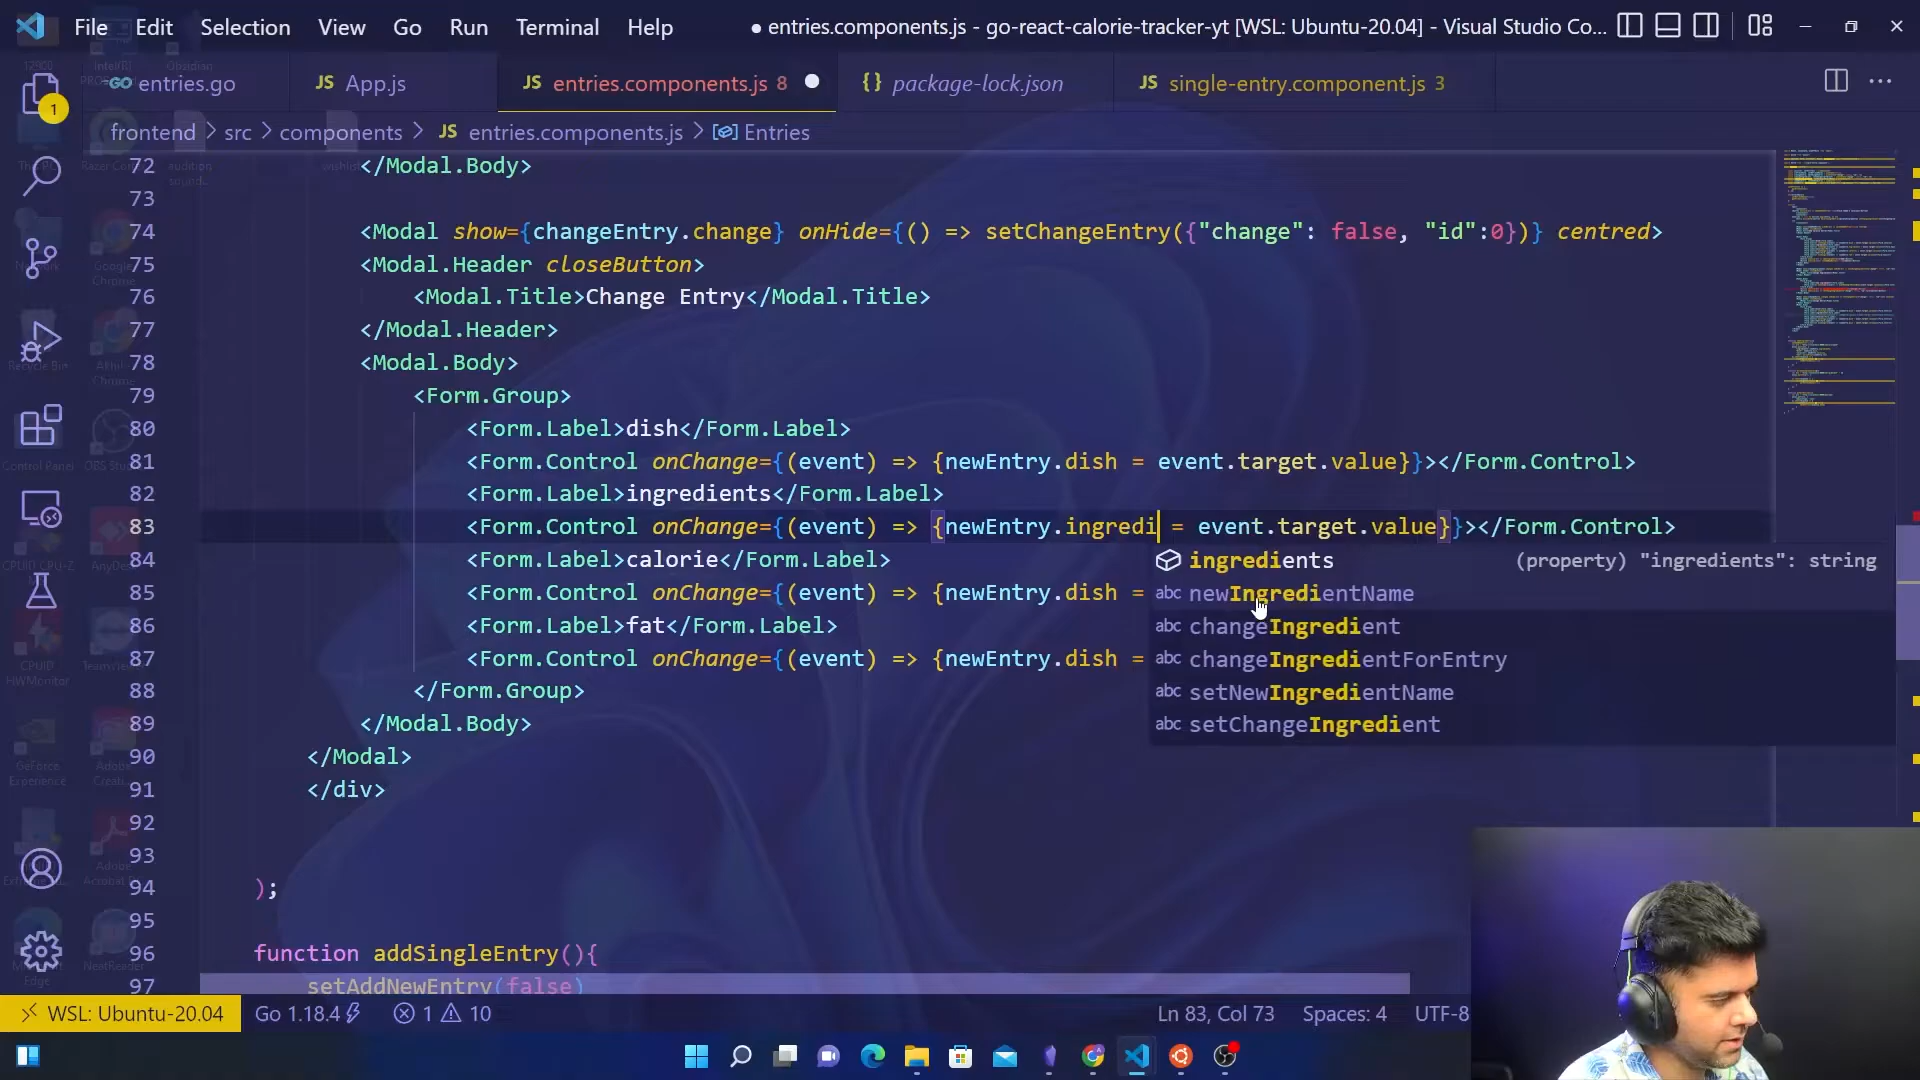 File Edit Selection View Go Run Terminal Help ● entries.components.js - go-react-calorie-tracker-yt [WSL: Ubuntu-20.04] - Visual Studio Co...
entries.go JS App.js JS entries.components.js 8 {} package-lock.json JS single-entry.component.js 3
1
frontend > src > components > JS entries.components.js > Entries
72 </Modal.Body>
73
74 <Modal show={changeEntry.change} onHide={() => setChangeEntry({"change": false, "id":0})} centred>
75 <Modal.Header closeButton>
76 <Modal.Title>Change Entry</Modal.Title>
77 </Modal.Header>
78 <Modal.Body>
79 <Form.Group>
80 <Form.Label>dish</Form.Label>
81 <Form.Control onChange={(event) => {newEntry.dish = event.target.value}}></Form.Control>
82 <Form.Label>ingredients</Form.Label>
83 <Form.Control onChange={(event) => {newEntry.ingredi = event.target.value}}></Form.Control>
84 <Form.Label>calorie</Form.Label>
ingredients (property) "ingredients": string
85 <Form.Control onChange={(event) => {newEntry.dish =
abc newIngredientName
86 <Form.Label>fat</Form.Label>
abc changeIngredient
87 <Form.Control onChange={(event) => {newEntry.dish =
abc changeIngredientForEntry
88 </Form.Group>
abc setNewIngredientName
89 </Modal.Body>
abc setChangeIngredient
90 </Modal>
91 </div>
92
93
94 );
95
96 function addSingleEntry(){
97 setAddNewEntry(false)
WSL: Ubuntu-20.04 Go 1.18.4 1 10 Ln 83, Col 73 Spaces: 4 UTF-8